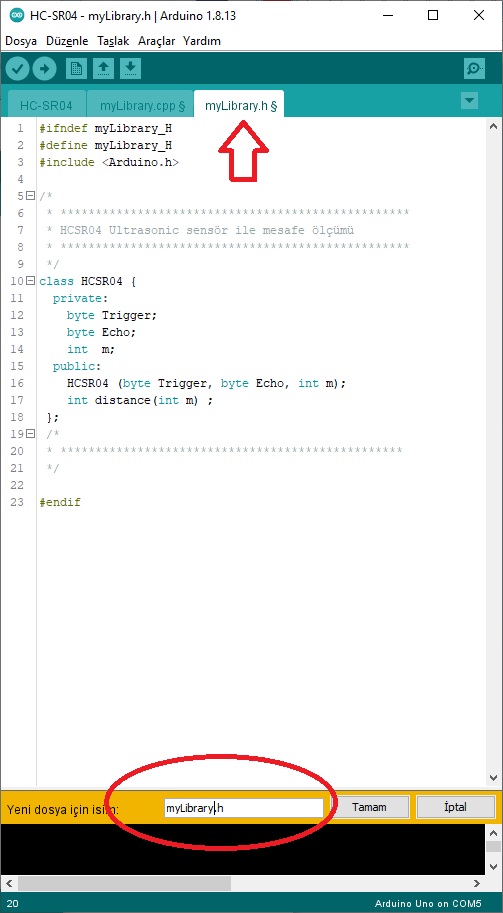 HC-SR04 - myLibrary.h | Arduino 1.8.13
Dosya Düzenle Taşlak Araçlar Yardım
HC-SR04 myLibrary.cpp § myLibrary.h §
1 #ifndef myLibrary_H
2 #define myLibrary_H
3 #include <Arduino.h>
4
5 /*
6 * **************************************************
7 * HCSR04 Ultrasonic sensör ile mesafe ölçümü
8 * **************************************************
9 */
10 class HCSR04 {
11 private:
12 byte Trigger;
13 byte Echo;
14 int  m;
15 public:
16 HCSR04 (byte Trigger, byte Echo, int m);
17 int distance(int m) ;
18 };
19 /*
20 * *************************************************
21 */
22
23 #endif
Yeni dosya için isim: myLibrary.h Tamam İptal
20 Arduino Uno on COM5